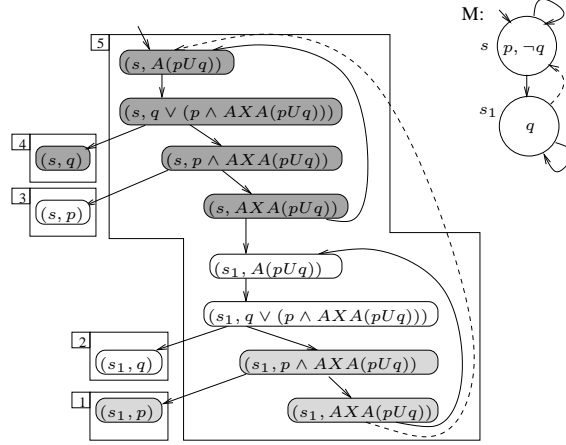 M:
5
(s, A(pUq))
s p, ¬q
(s, q ∨ (p ∧ AXA(pUq)))
s₁ q
4
(s, q)
(s, p ∧ AXA(pUq))
3
(s, p)
(s, AXA(pUq))
(s₁, A(pUq))
(s₁, q ∨ (p ∧ AXA(pUq)))
2
(s₁, q)
(s₁, p ∧ AXA(pUq))
1
(s₁, p)
(s₁, AXA(pUq))